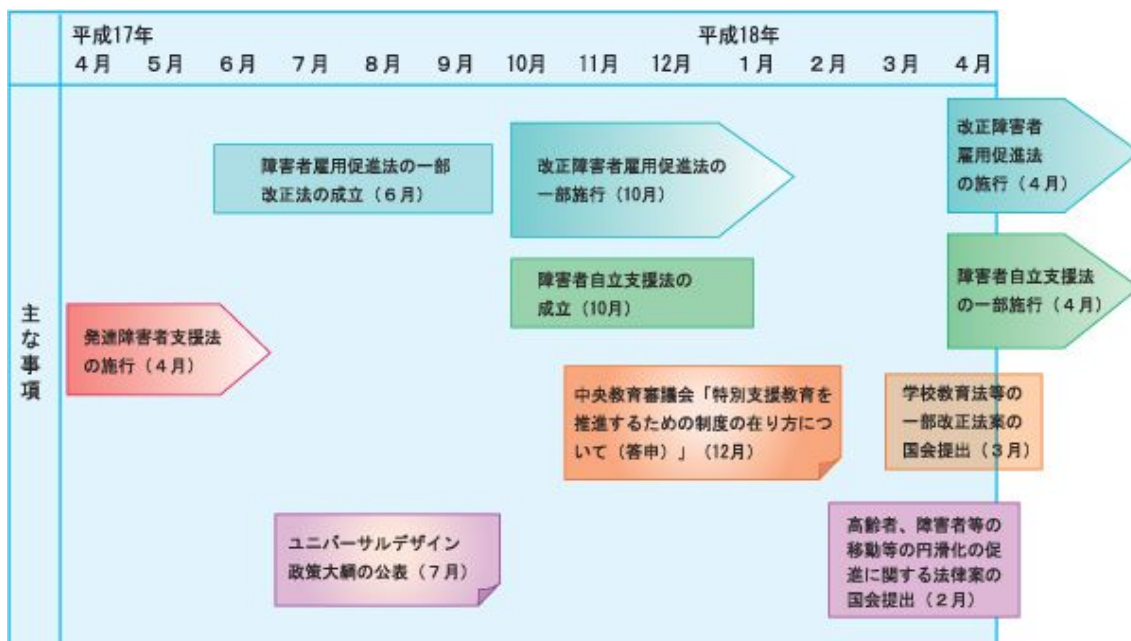 平成17年 平成18年
4月 5月 6月 7月 8月 9月 10月 11月 12月 1月 2月 3月 4月
主な事項
障害者雇用促進法の一部
改正法の成立（6月）
改正障害者雇用促進法の
一部施行（10月）
改正障害者
雇用促進法
の施行（4月）
障害者自立支援法の
成立（10月）
障害者自立支援法
の一部施行（4月）
発達障害者支援法
の施行（4月）
中央教育審議会「特別支援教育を
推進するための制度の在り方につ
いて（答申）」（12月）
学校教育法等の
一部改正法案の
国会提出（3月）
ユニバーサルデザイン
政策大綱の公表（7月）
高齢者、障害者等の
移動等の円滑化の促
進に関する法律案の
国会提出（2月）